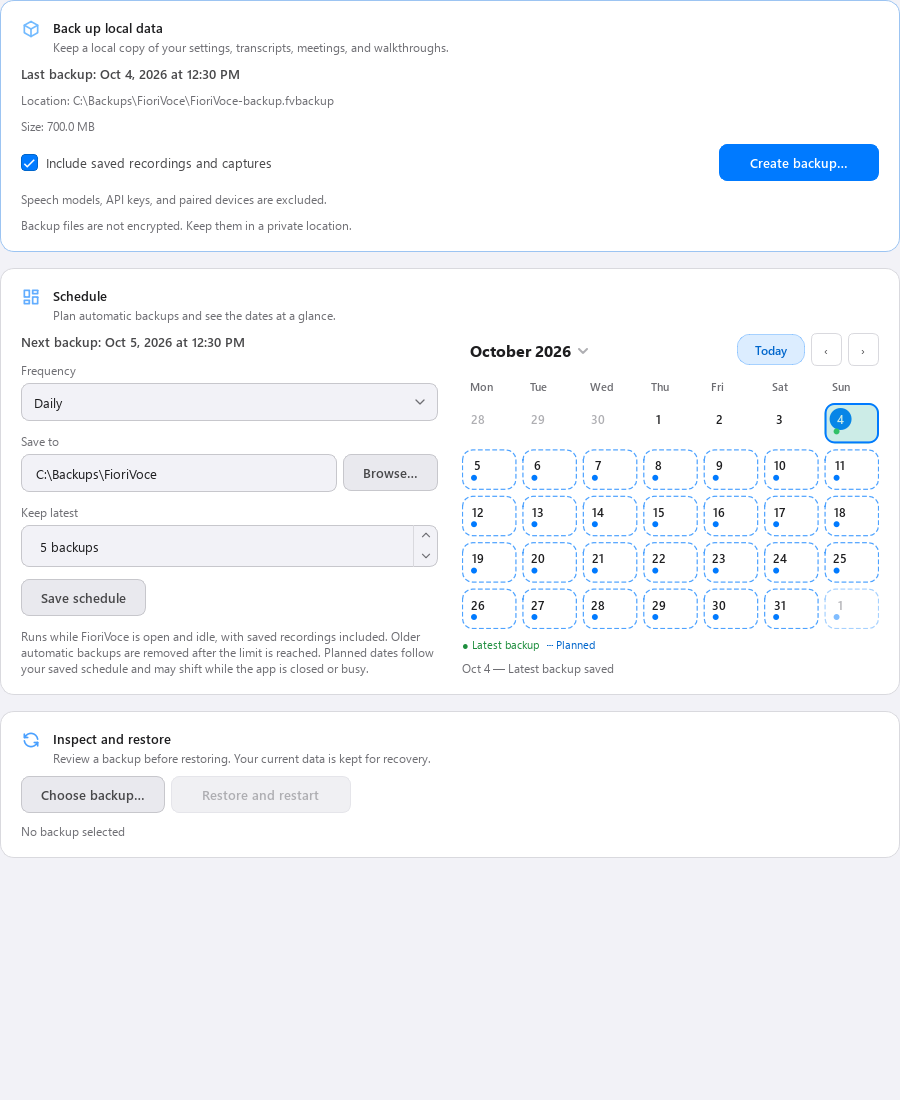 Back up local data
Keep a local copy of your settings, transcripts, meetings, and walkthroughs.
Last backup: Oct 4, 2026 at 12:30 PM
Location: C:\Backups\FioriVoce\FioriVoce-backup.fvbackup
Size: 700.0 MB
Include saved recordings and captures
Create backup...
Speech models, API keys, and paired devices are excluded.
Backup files are not encrypted. Keep them in a private location.
Schedule
Plan automatic backups and see the dates at a glance.
Next backup: Oct 5, 2026 at 12:30 PM
Frequency
Daily
Save to
C:\Backups\FioriVoce
Browse...
Keep latest
5 backups
Save schedule
Runs while FioriVoce is open and idle, with saved recordings included. Older
automatic backups are removed after the limit is reached. Planned dates follow
your saved schedule and may shift while the app is closed or busy.
October 2026
Today
‹ ›
Mon Tue Wed Thu Fri Sat Sun
28 29 30 1 2 3 4
5 6 7 8 9 10 11
12 13 14 15 16 17 18
19 20 21 22 23 24 25
26 27 28 29 30 31 1
● Latest backup ┄ Planned
Oct 4 — Latest backup saved
Inspect and restore
Review a backup before restoring. Your current data is kept for recovery.
Choose backup...
Restore and restart
No backup selected